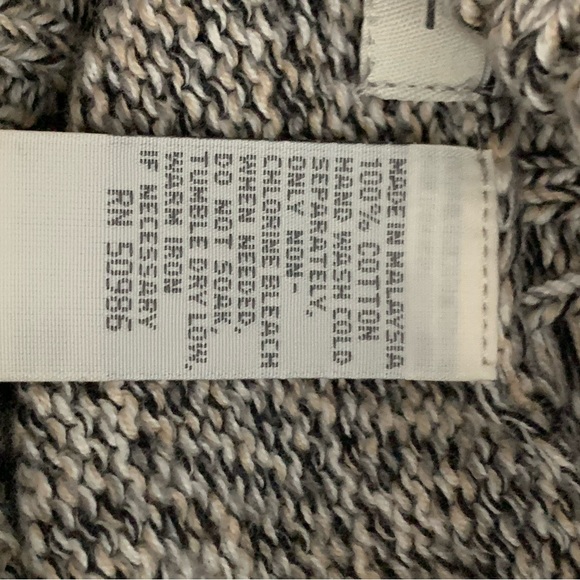 MADE IN MALAYSIA
100% COTTON
HAND WASH COLD
SEPARATELY,
ONLY NON-
CHLORINE BLEACH
WHEN NEEDED,
DO NOT SOAK,
TUMBLE DRY LOW,
WARM IRON
IF NECESSARY
RN 50986